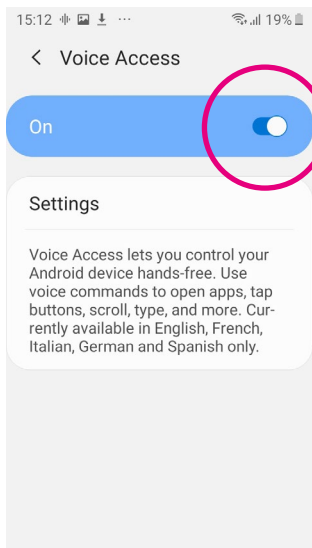 15:12 ... 19%
Voice Access
On
Settings
Voice Access lets you control your
Android device hands-free. Use
voice commands to open apps, tap
buttons, scroll, type, and more. Cur-
rently available in English, French,
Italian, German and Spanish only.